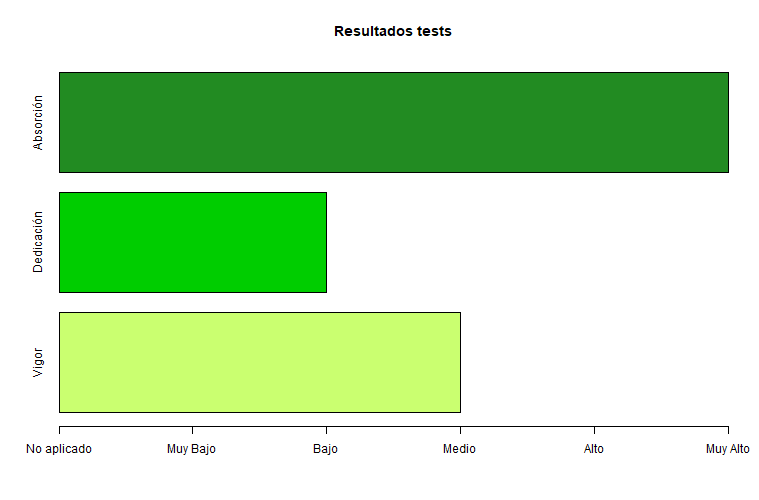 Resultados tests
Absorción
Dedicación
Vigor
No aplicado
Muy Bajo
Bajo
Medio
Alto
Muy Alto